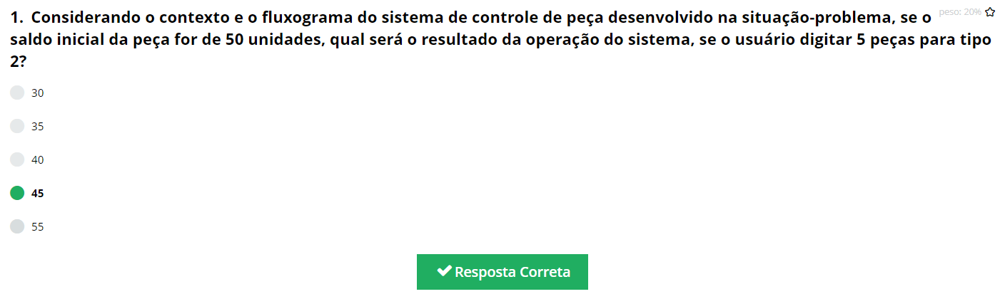 1. Considerando o contexto e o fluxograma do sistema de controle de peça desenvolvido na situação-problema, se o
peso: 20%
saldo inicial da peça for de 50 unidades, qual será o resultado da operação do sistema, se o usuário digitar 5 peças para tipo
2?
30
35
40
45
55
Resposta Correta